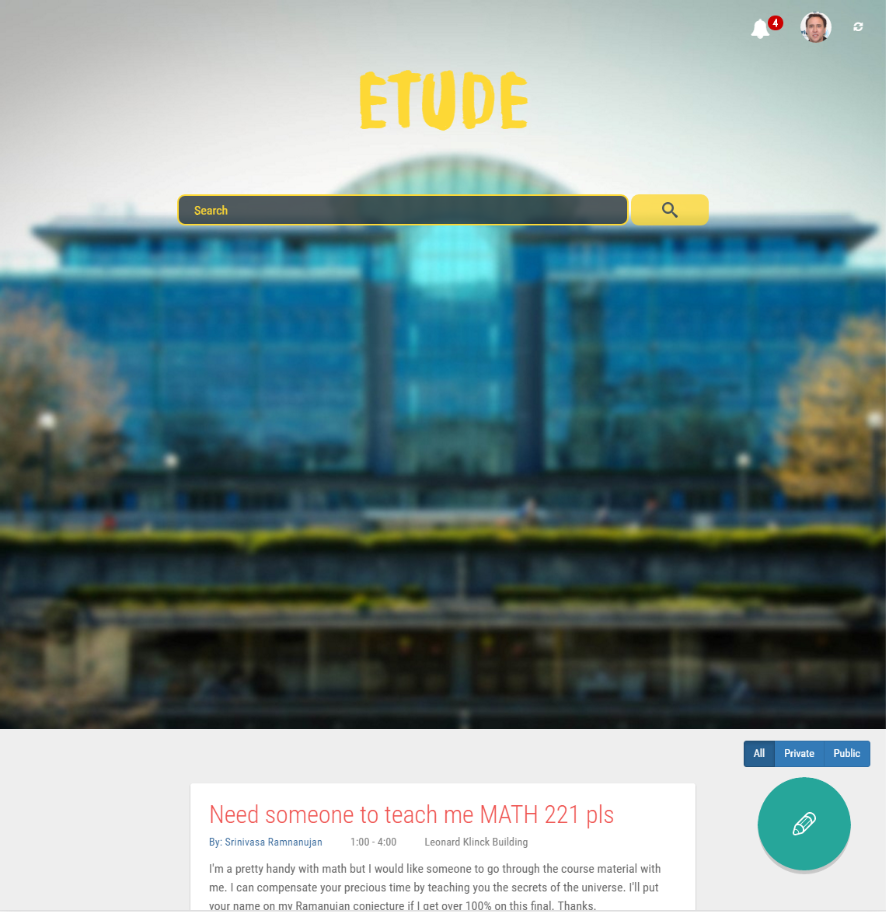 4
ETUDE
Search
All Private Public
Need someone to teach me MATH 221 pls
By: Srinivasa Ramnanujan 1:00 - 4:00 Leonard Klinck Building
I'm a pretty handy with math but I would like someone to go through the course material with
me. I can compensate your precious time by teaching you the secrets of the universe. I'll put
your name on my Ramanujan conjecture if I get over 100% on this final. Thanks.